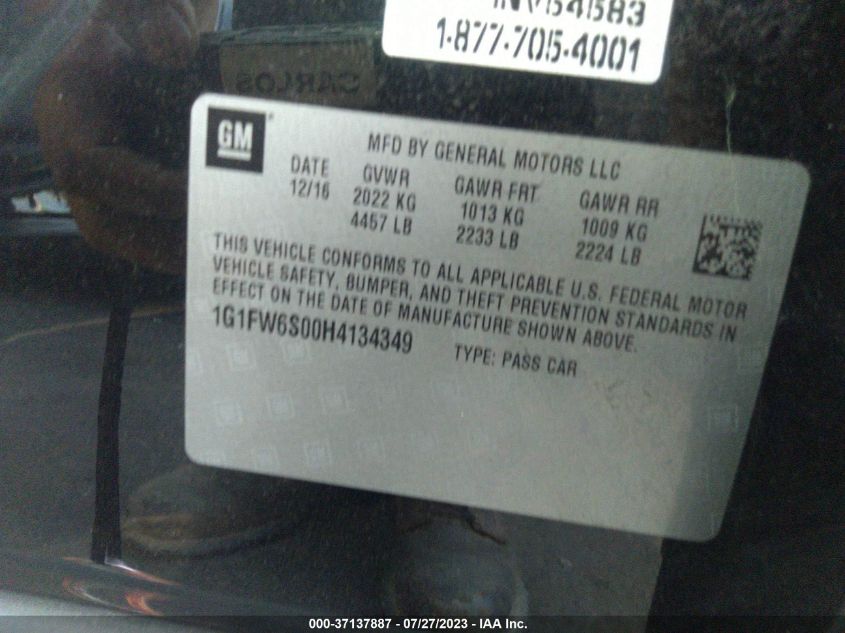 1-877-705-4001
GM
MFD BY GENERAL MOTORS LLC
DATE GVWR GAWR FRT GAWR RR
12/16 2022 KG 1013 KG 1009 KG
4457 LB 2233 LB 2224 LB
THIS VEHICLE CONFORMS TO ALL APPLICABLE U.S. FEDERAL MOTOR
VEHICLE SAFETY, BUMPER, AND THEFT PREVENTION STANDARDS IN
EFFECT ON THE DATE OF MANUFACTURE SHOWN ABOVE.
1G1FW6S00H4134349 TYPE: PASS CAR
000-37137887 / 07/27/2023 - IAA Inc.